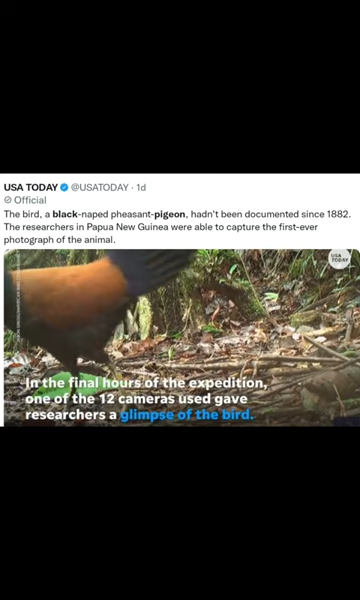 USA TODAY @USATODAY · 1d
Official
The bird, a black-naped pheasant-pigeon, hadn't been documented since 1882.
The researchers in Papua New Guinea were able to capture the first-ever
photograph of the animal.
USA
TODAY
In the final hours of the expedition,
one of the 12 cameras used gave
researchers a glimpse of the bird.